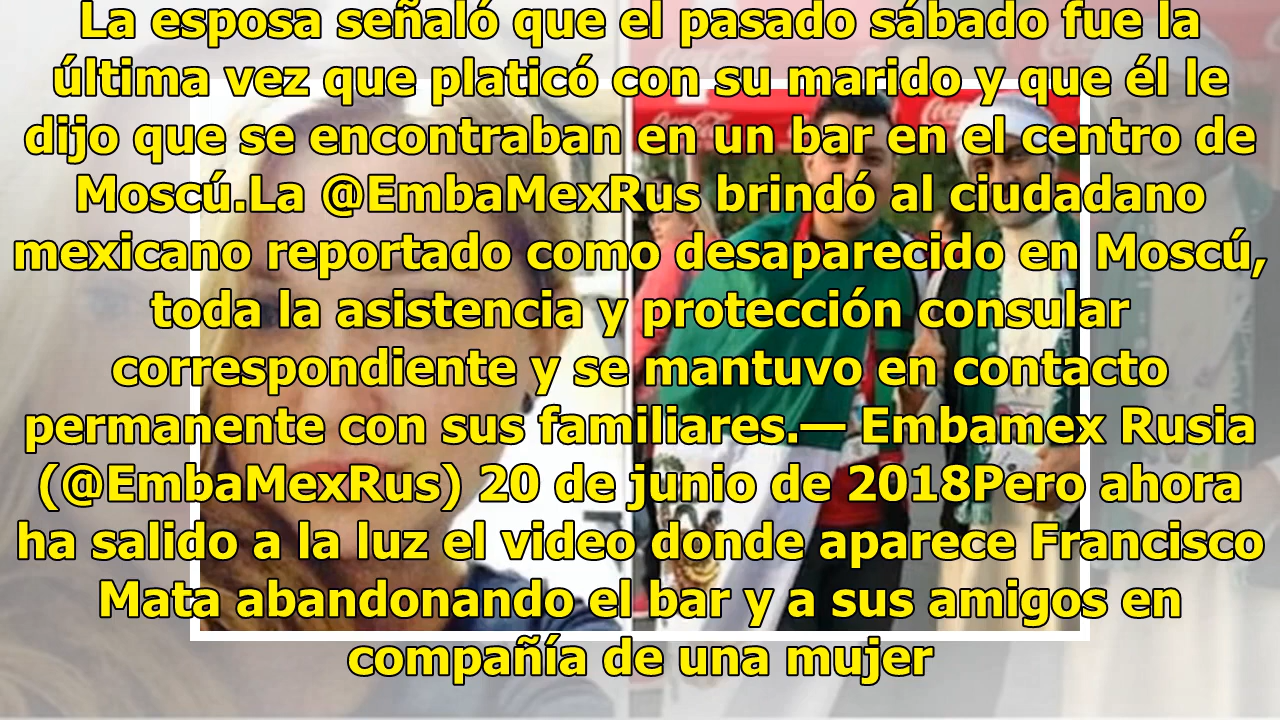 La esposa señaló que el pasado sábado fue la
última vez que platicó con su marido y que él le
dijo que se encontraban en un bar en el centro de
Moscú.La @EmbaMexRus brindó al ciudadano
mexicano reportado como desaparecido en Moscú,
toda la asistencia y protección consular
correspondiente y se mantuvo en contacto
permanente con sus familiares.— Embamex Rusia
(@EmbaMexRus) 20 de junio de 2018Pero ahora
ha salido a la luz el video donde aparece Francisco
Mata abandonando el bar y a sus amigos en
compañía de una mujer
Coca-Cola
Coca-Cola